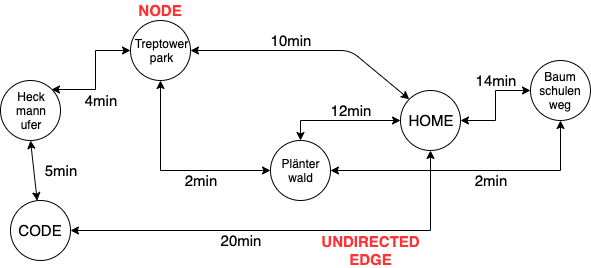 NODE
Treptower
park
10min
Heck
mann
ufer
4min
14min
Baum
schulen
weg
12min
HOME
Plänter
wald
5min
2min
2min
CODE
20min
UNDIRECTED
EDGE